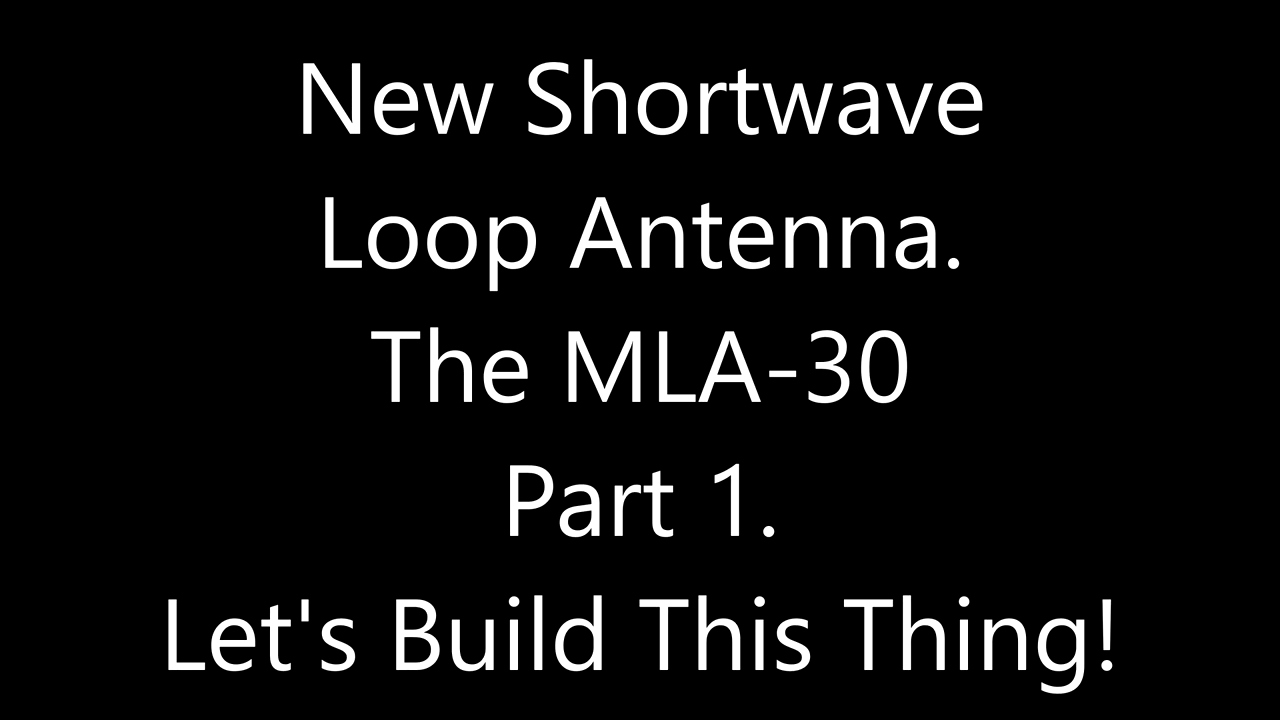 New Shortwave
Loop Antenna.
The MLA-30
Part 1.
Let's Build This Thing!